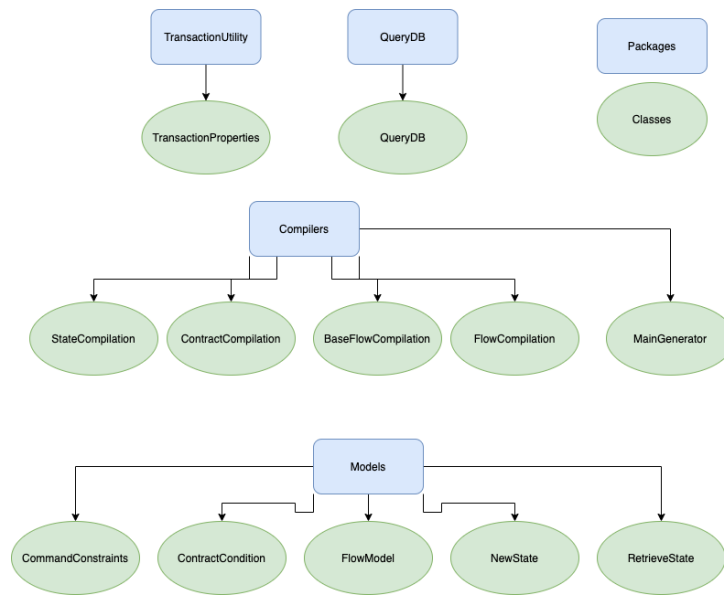 TransactionUtility
QueryDB
Packages
TransactionProperties
QueryDB
Classes
Compilers
StateCompilation
ContractCompilation
BaseFlowCompilation
FlowCompilation
MainGenerator
Models
CommandConstraints
ContractCondition
FlowModel
NewState
RetrieveState